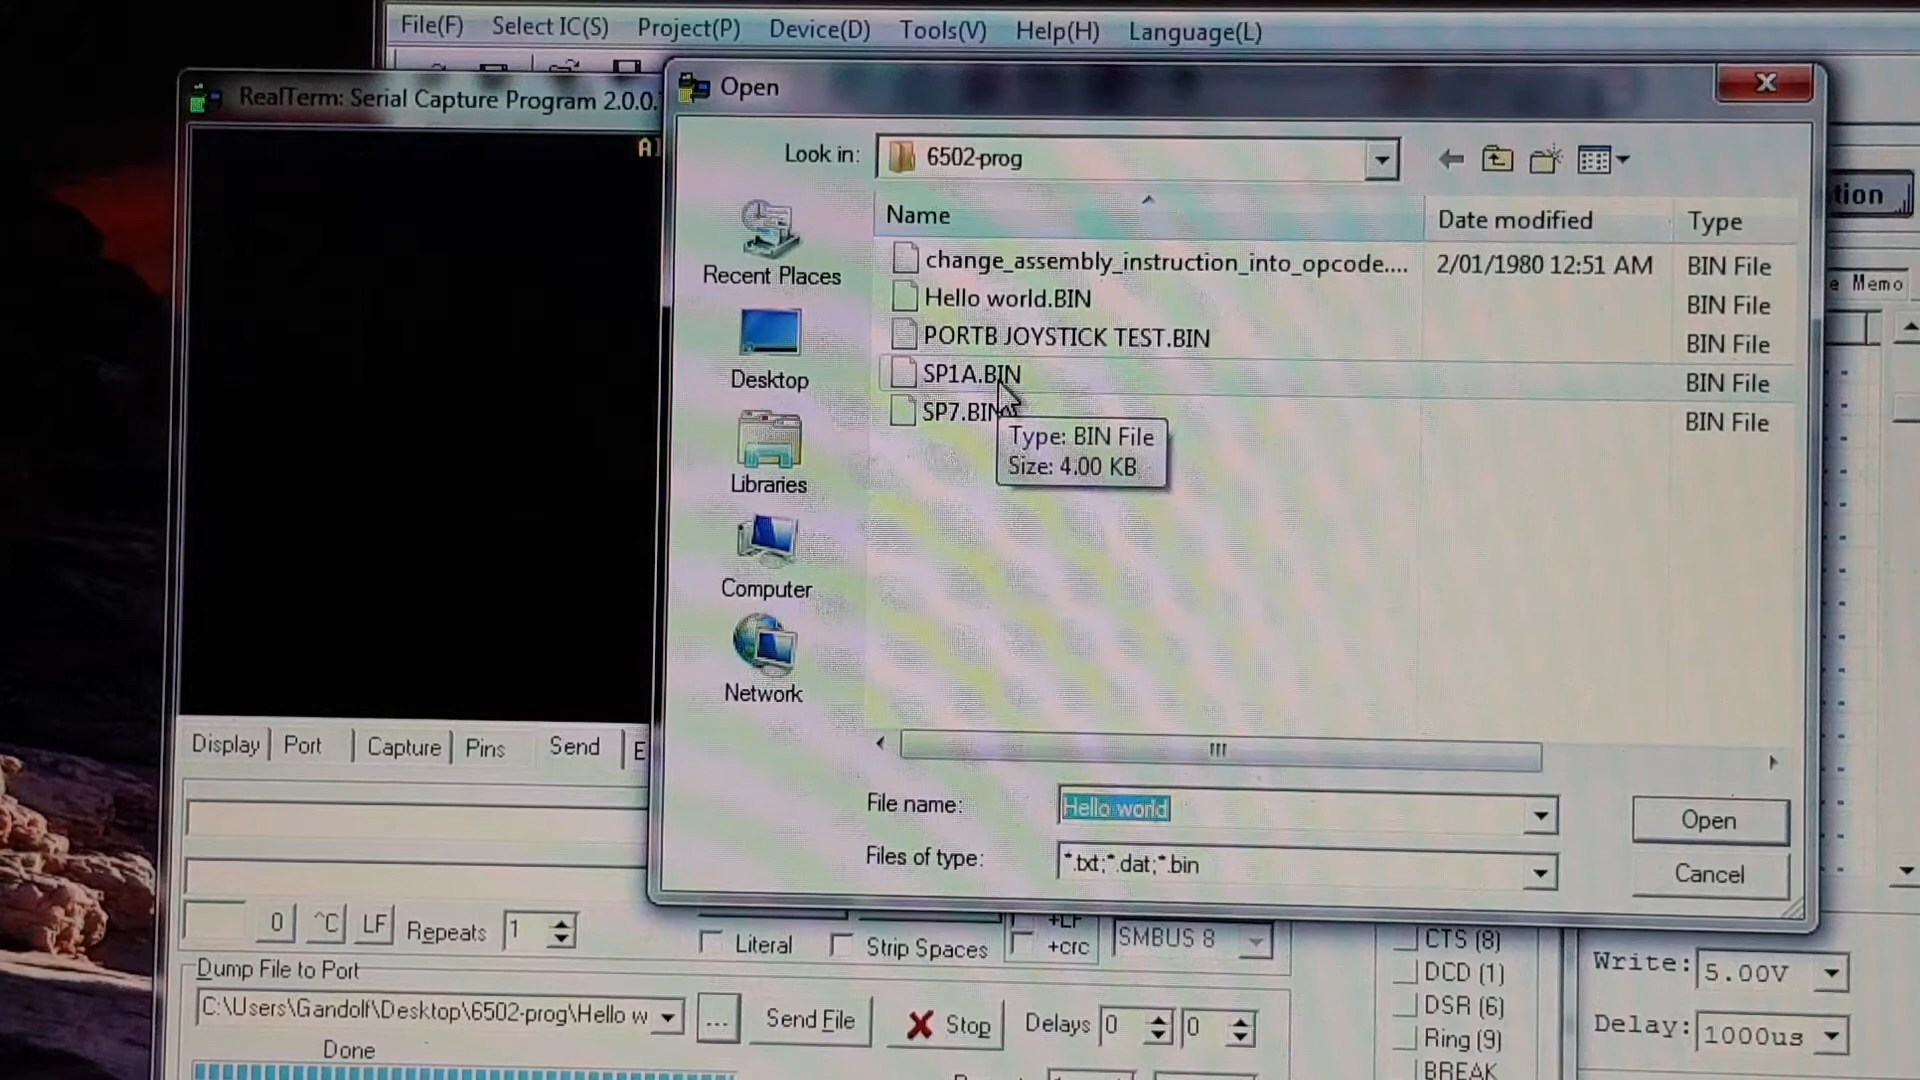 File(F) Select IC(S) Project(P) Device(D) Tools(V) Help(H) Language(L)
RealTerm: Serial Capture Program 2.0.0.
Open
Look in: 6502-prog
Name Date modified Type
change_assembly_instruction_into_opcode.... 2/01/1980 12:51 AM BIN File
Hello world.BIN BIN File
PORTB JOYSTICK TEST.BIN BIN File
SP1A.BIN BIN File
SP7.BIN BIN File
Type: BIN File
Size: 4.00 KB
Recent Places
Desktop
Libraries
Computer
Network
tion
e Memo
File name: Hello world Open
Files of type: *.txt;*.dat;*.bin Cancel
Display Port Capture Pins Send E
0 ^C LF Repeats 1 Literal Strip Spaces +LF +crc SMBUS 8
Dump File to Port
C:\Users\Gandolf\Desktop\6502-prog\Hello w ... Send File Stop Delays 0 0
Done
CTS (8)
DCD (1)
DSR (6)
Ring (9)
BREAK
Write: 5.00V
Delay: 1000us